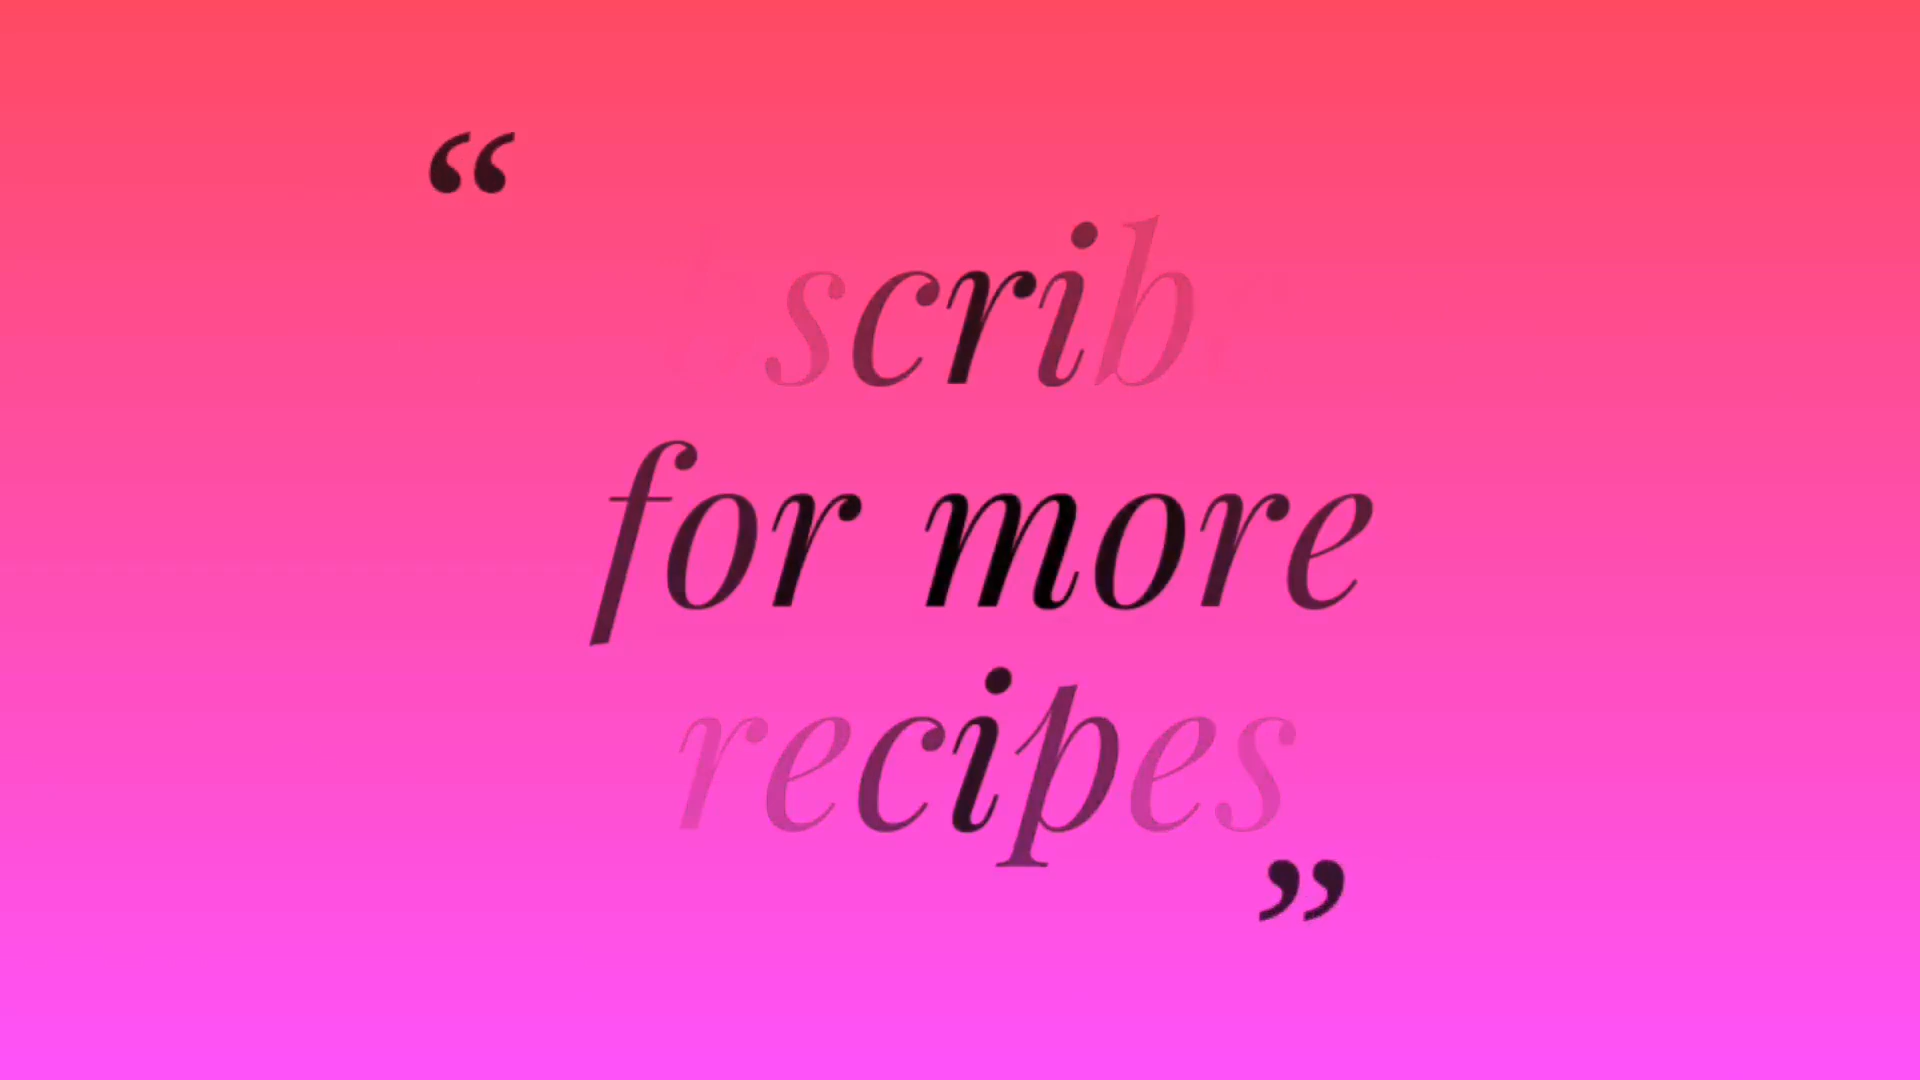 “
scrib
for more
recipes
”